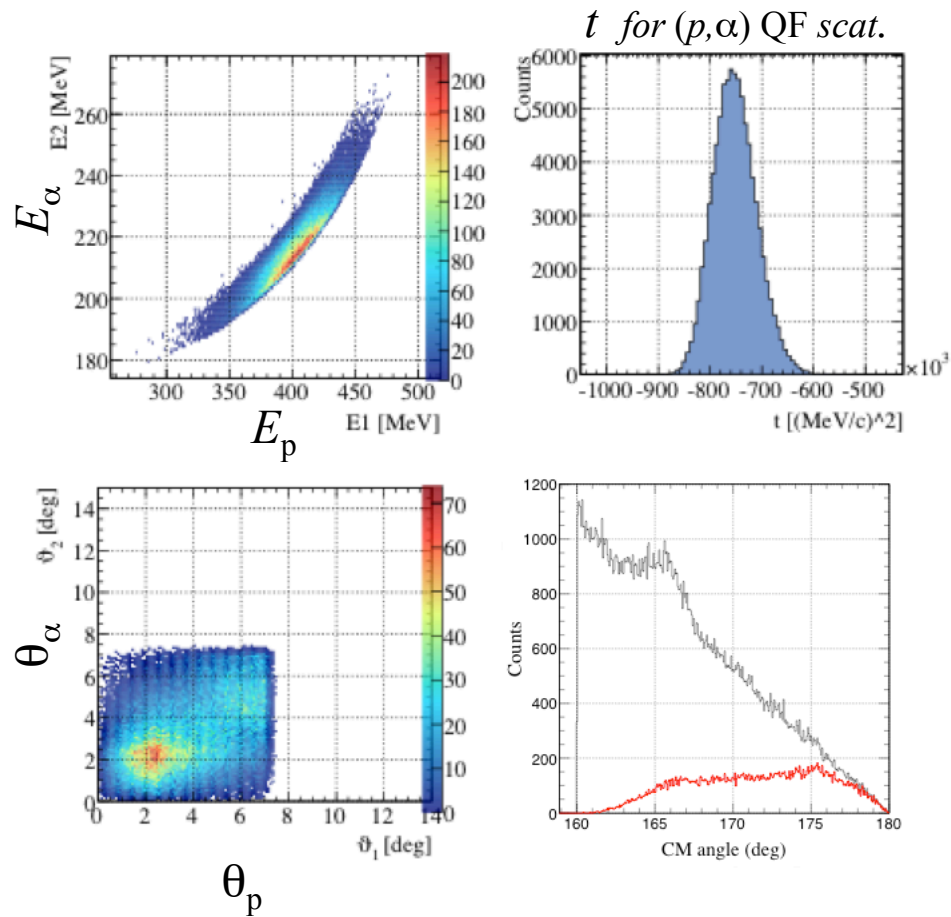 t for (p,α) QF scat.
E2 [MeV]
260
240
220
200
180
300 350 400 450 500
E1 [MeV]
200
180
160
140
120
100
80
60
40
20
0
Eα
Ep
Counts
6000
5000
4000
3000
2000
1000
0
-1000 -900 -800 -700 -600 -500
×10³
t [(MeV/c)^2]
ϑ2 [deg]
14
12
10
8
6
4
2
0
0 2 4 6 8 10 12 14
ϑ1 [deg]
70
60
50
40
30
20
10
0
θα
θp
Counts
1200
1000
800
600
400
200
0
160 165 170 175 180
CM angle (deg)